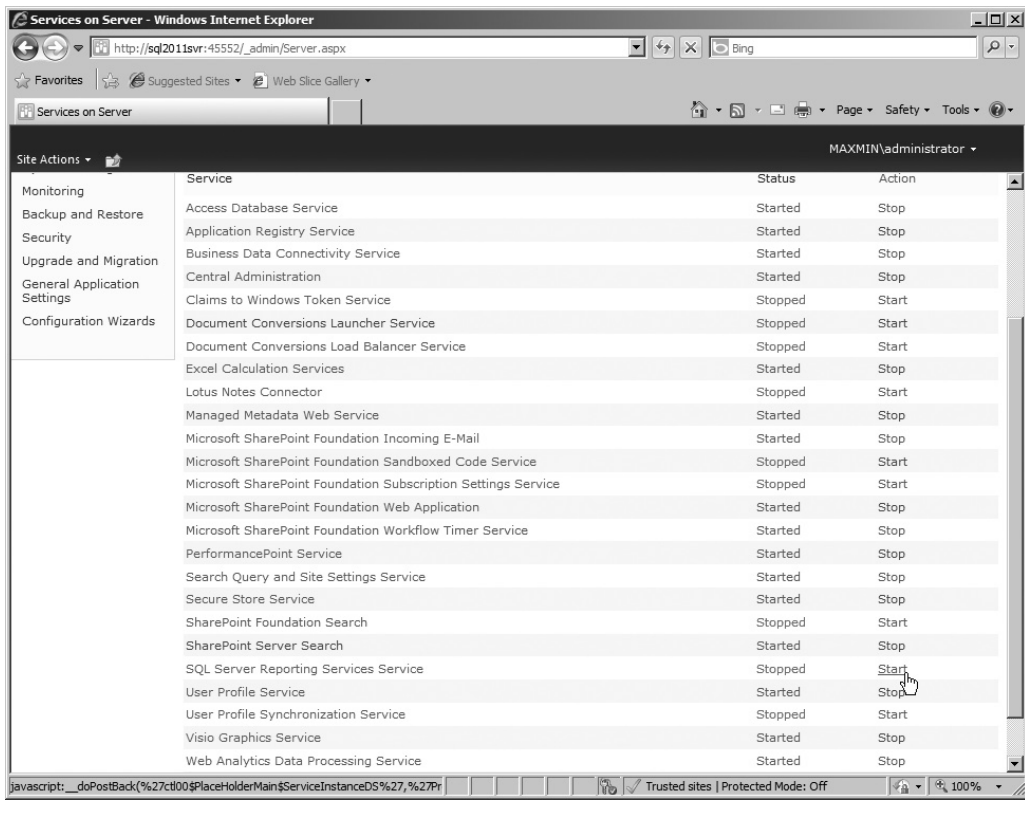 Services on Server - Windows Internet Explorer
http://sql2011svr:45552/_admin/Server.aspx
Bing
Favorites Suggested Sites Web Slice Gallery
Services on Server Page Safety Tools
MAXMIN\administrator
Site Actions
Service Status Action
Monitoring
Backup and Restore
Security
Upgrade and Migration
General Application
Settings
Configuration Wizards
Access Database Service Started Stop
Application Registry Service Started Stop
Business Data Connectivity Service Started Stop
Central Administration Started Stop
Claims to Windows Token Service Stopped Start
Document Conversions Launcher Service Stopped Start
Document Conversions Load Balancer Service Stopped Start
Excel Calculation Services Started Stop
Lotus Notes Connector Stopped Start
Managed Metadata Web Service Started Stop
Microsoft SharePoint Foundation Incoming E-Mail Started Stop
Microsoft SharePoint Foundation Sandboxed Code Service Stopped Start
Microsoft SharePoint Foundation Subscription Settings Service Stopped Start
Microsoft SharePoint Foundation Web Application Started Stop
Microsoft SharePoint Foundation Workflow Timer Service Started Stop
PerformancePoint Service Started Stop
Search Query and Site Settings Service Started Stop
Secure Store Service Started Stop
SharePoint Foundation Search Stopped Start
SharePoint Server Search Started Stop
SQL Server Reporting Services Service Stopped Start
User Profile Service Started Stop
User Profile Synchronization Service Stopped Start
Visio Graphics Service Started Stop
Web Analytics Data Processing Service Started Stop
javascript:__doPostBack(%27ctl00$PlaceHolderMain$ServiceInstanceDS%27,%27Pr Trusted sites | Protected Mode: Off 100%